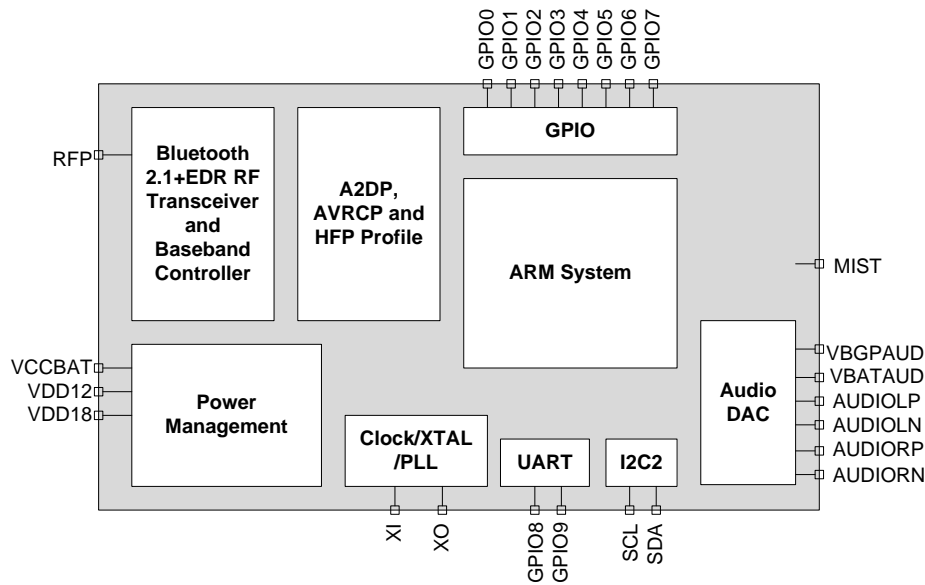 GPIO0
GPIO1
GPIO2
GPIO3
GPIO4
GPIO5
GPIO6
GPIO7
RFP
Bluetooth
2.1+EDR RF
Transceiver
and
Baseband
Controller
A2DP,
AVRCP and
HFP Profile
GPIO
ARM System
MIST
VCCBAT
VDD12
VDD18
Power
Management
Clock/XTAL
/PLL
UART
I2C2
Audio
DAC
VBGPAUD
VBATAUD
AUDIOLP
AUDIOLN
AUDIORP
AUDIORN
XI
XO
GPIO8
GPIO9
SCL
SDA